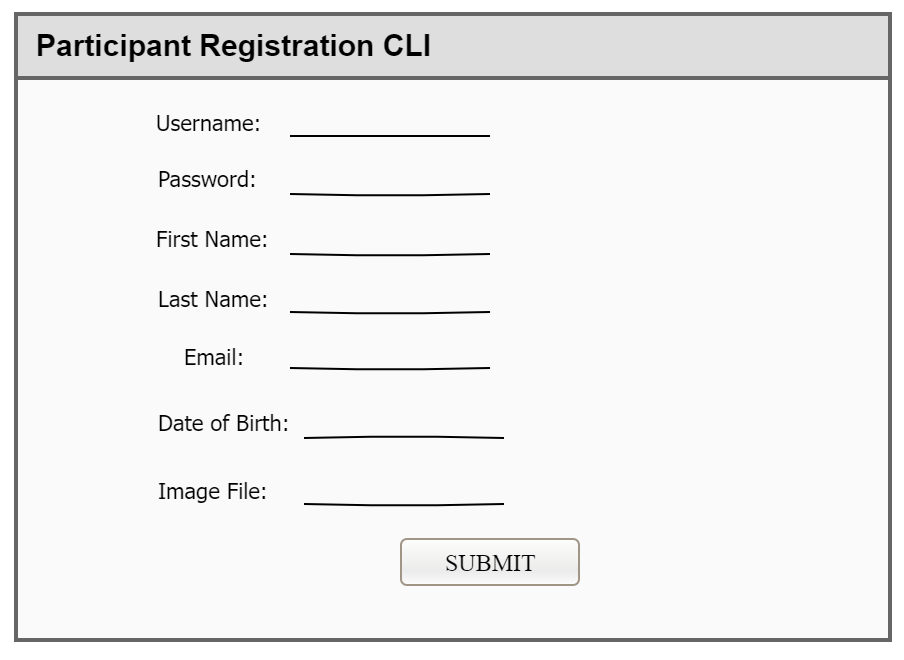 Participant Registration CLI
Username:
Password:
First Name:
Last Name:
Email:
Date of Birth:
Image File:
SUBMIT